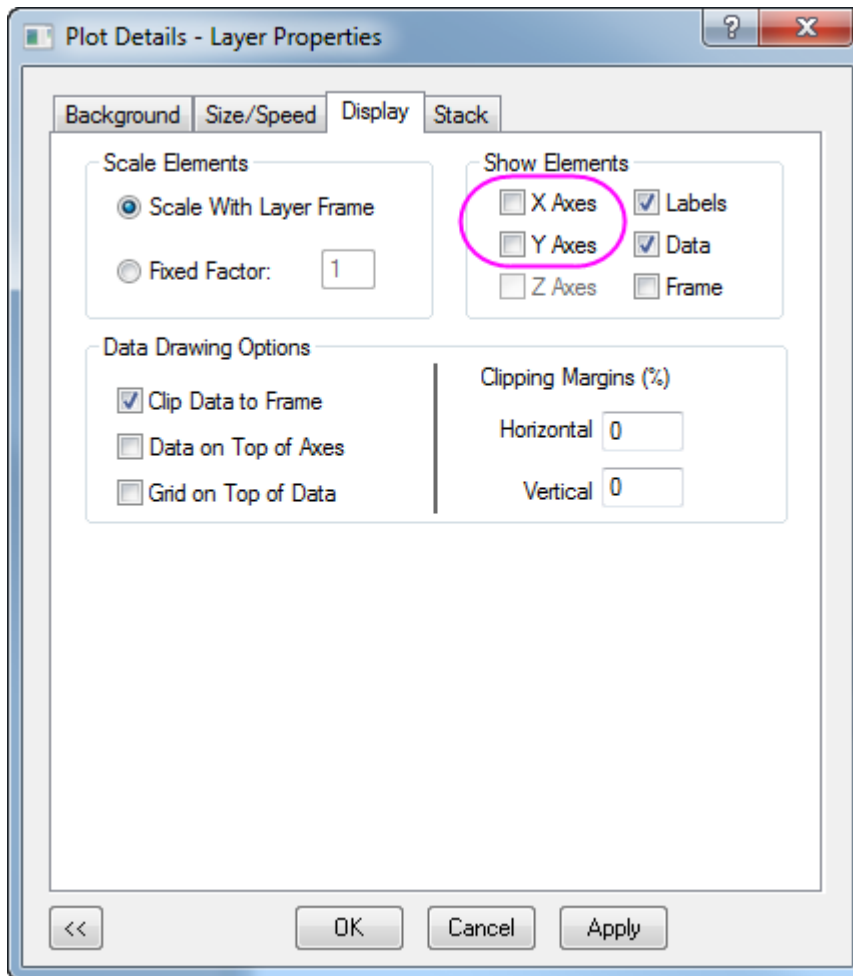 Plot Details - Layer Properties
Background Size/Speed Display Stack
Scale Elements
Scale With Layer Frame
Fixed Factor: 1
Show Elements
X Axes Labels
Y Axes Data
Z Axes Frame
Data Drawing Options
Clip Data to Frame
Data on Top of Axes
Grid on Top of Data
Clipping Margins (%)
Horizontal 0
Vertical 0
<< OK Cancel Apply